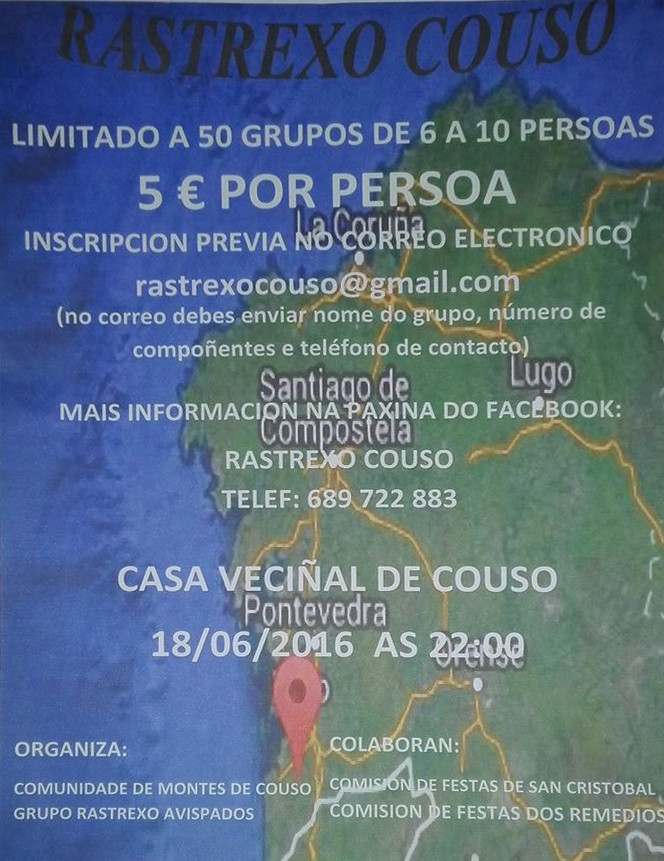 RASTREXO COUSO
LIMITADO A 50 GRUPOS DE 6 A 10 PERSOAS
5 € POR PERSOA
La Coruña
INSCRIPCION PREVIA NO CORREO ELECTRONICO
rastrexocouso@gmail.com
(no correo debes enviar nome do grupo, número de
compoñentes e teléfono de contacto)
Lugo
Santiago de
MAIS INFORMACION NA PAXINA DO FACEBOOK:
Compostela
RASTREXO COUSO
TELEF: 689 722 883
CASA VECIÑAL DE COUSO
Pontevedra
18/06/2016 AS 22:00
Orense
ORGANIZA:
COMUNIDADE DE MONTES DE COUSO
GRUPO RASTREXO AVISPADOS
COLABORAN:
COMISION DE FESTAS DE SAN CRISTOBAL
COMISION DE FESTAS DOS REMEDIOS